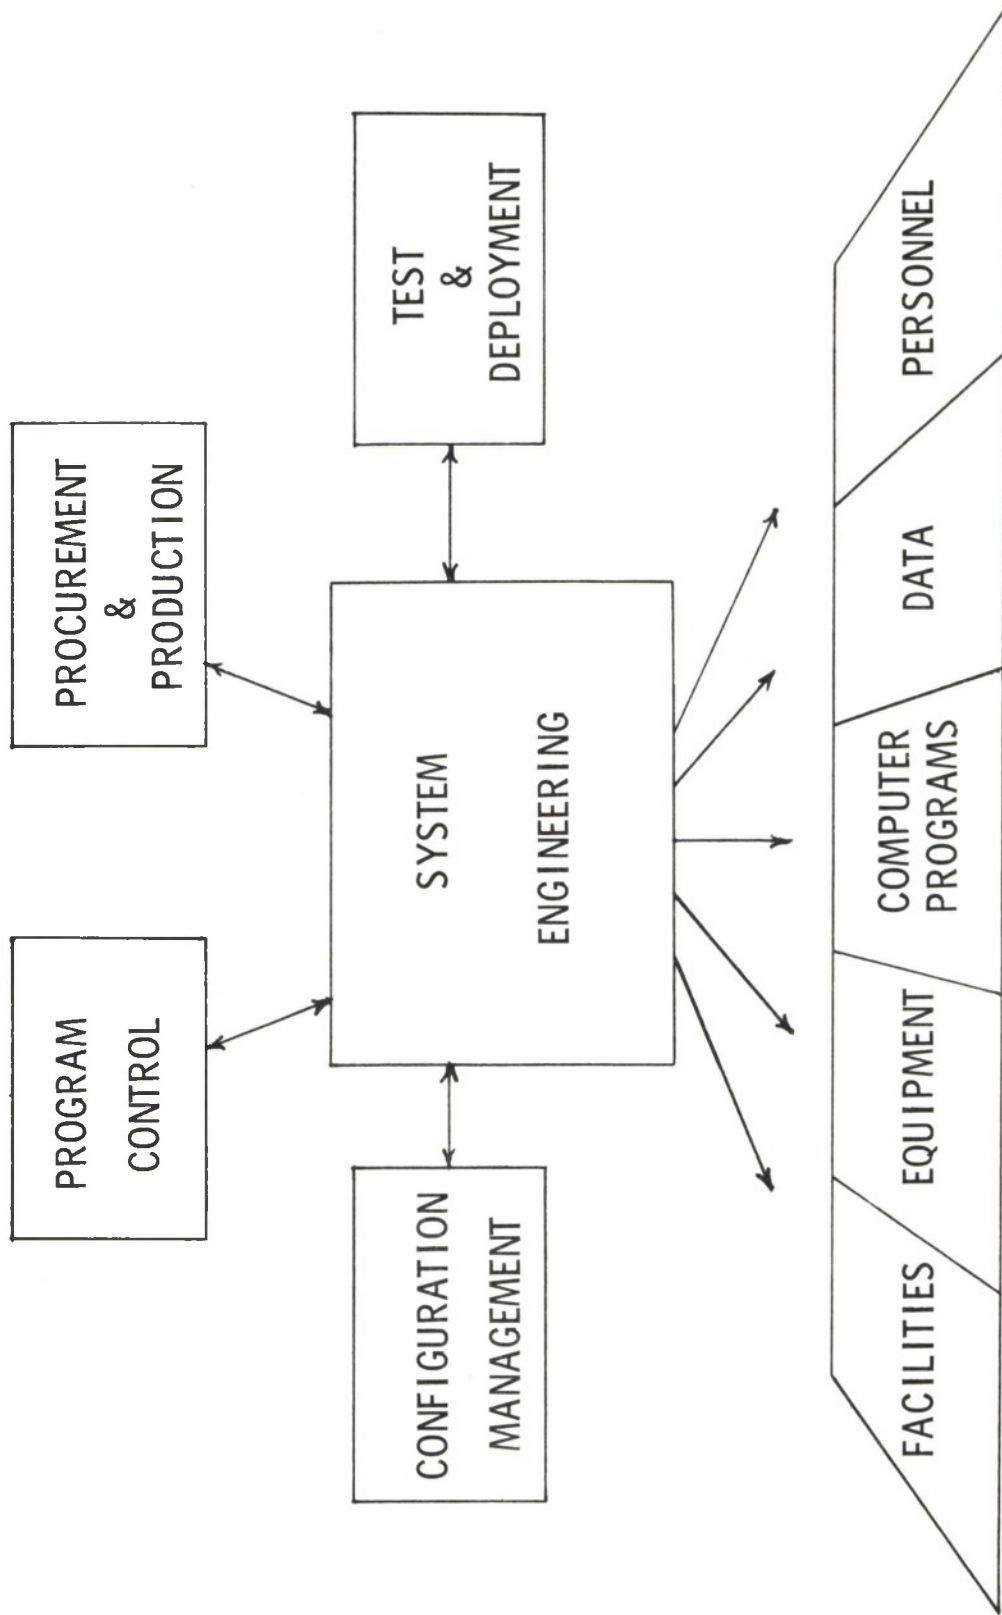 PROGRAM
CONTROL
PROCUREMENT
&
PRODUCTION
CONFIGURATION
MANAGEMENT
SYSTEM
ENGINEERING
TEST
&
DEPLOYMENT
FACILITIES
EQUIPMENT
COMPUTER
PROGRAMS
DATA
PERSONNEL